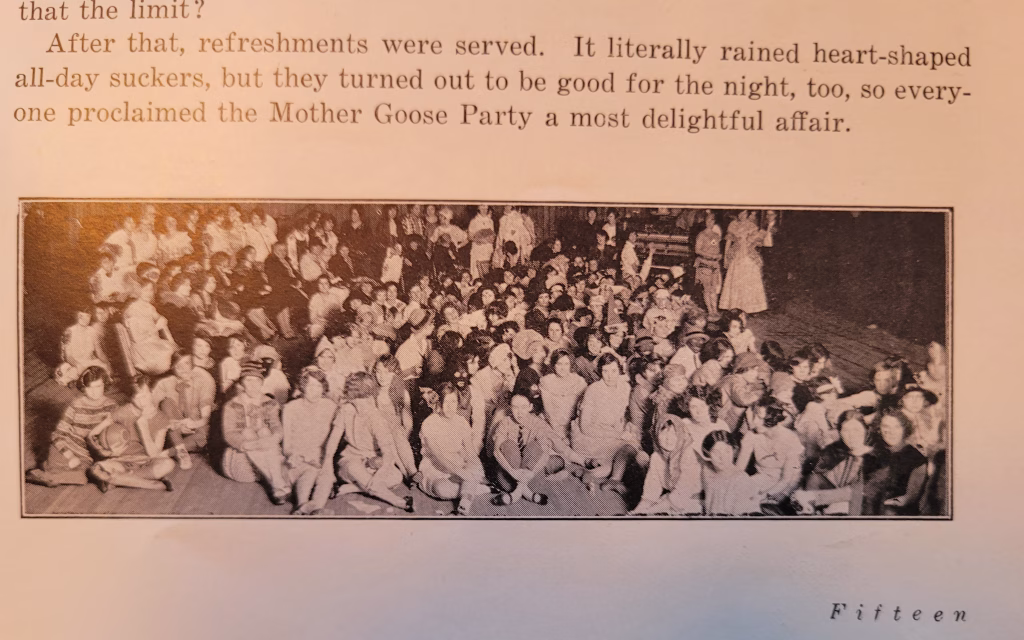 that the limit?
After that, refreshments were served. It literally rained heart-shaped
all-day suckers, but they turned out to be good for the night, too, so every-
one proclaimed the Mother Goose Party a most delightful affair.
Fifteen